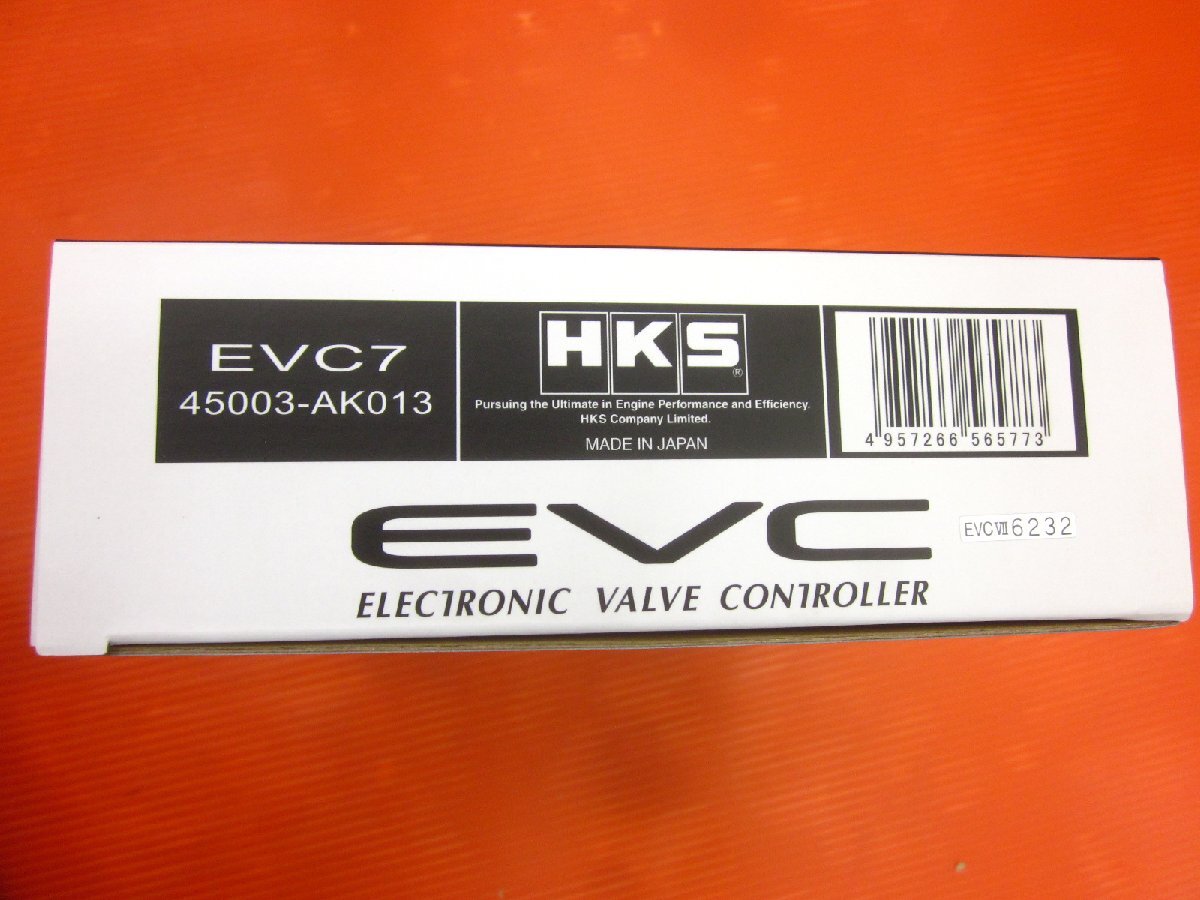 EVC7
45003-AK013
HKS®
Pursuing the Ultimate in Engine Performance and Efficiency.
HKS Company Limited.
MADE IN JAPAN
4 957266 565773
EVC
EVCⅦ6232
ELECTRONIC VALVE CONTROLLER